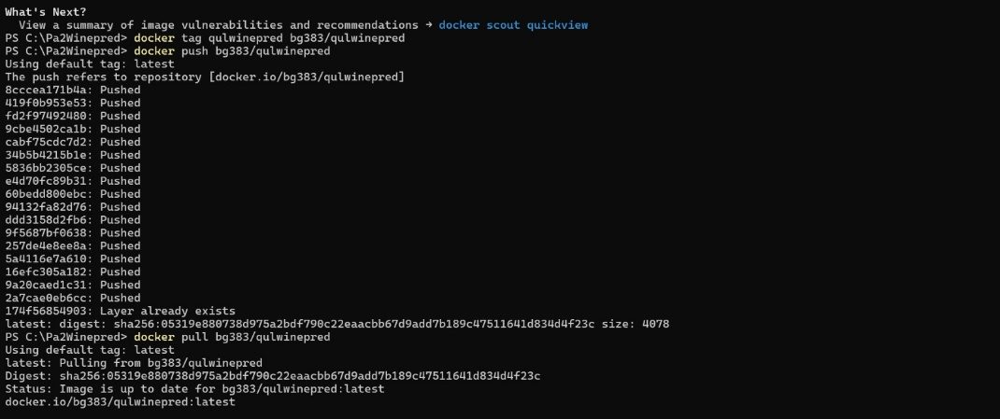 What's Next?
  View a summary of image vulnerabilities and recommendations → docker scout quickview
PS C:\Pa2Winepred> docker tag qulwinepred bg383/qulwinepred
PS C:\Pa2Winepred> docker push bg383/qulwinepred
Using default tag: latest
The push refers to repository [docker.io/bg383/qulwinepred]
8cccea171b4a: Pushed
419f0b953e53: Pushed
fd2f97492480: Pushed
9cbe4502ca1b: Pushed
cabf75cdc7d2: Pushed
34b5b4215b1e: Pushed
5836bb2305ce: Pushed
e4d70fc89b31: Pushed
60bedd800ebc: Pushed
94132fa82d76: Pushed
ddd3158d2fb6: Pushed
9f5687bf0638: Pushed
257de4e8ee8a: Pushed
5a4116e7a610: Pushed
16efc305a182: Pushed
9a20caed1c31: Pushed
2a7cae0eb6cc: Pushed
174f56854903: Layer already exists
latest: digest: sha256:05319e880738d975a2bdf790c22eaacbb67d9add7b189c47511641d834d4f23c size: 4078
PS C:\Pa2Winepred> docker pull bg383/qulwinepred
Using default tag: latest
latest: Pulling from bg383/qulwinepred
Digest: sha256:05319e880738d975a2bdf790c22eaacbb67d9add7b189c47511641d834d4f23c
Status: Image is up to date for bg383/qulwinepred:latest
docker.io/bg383/qulwinepred:latest